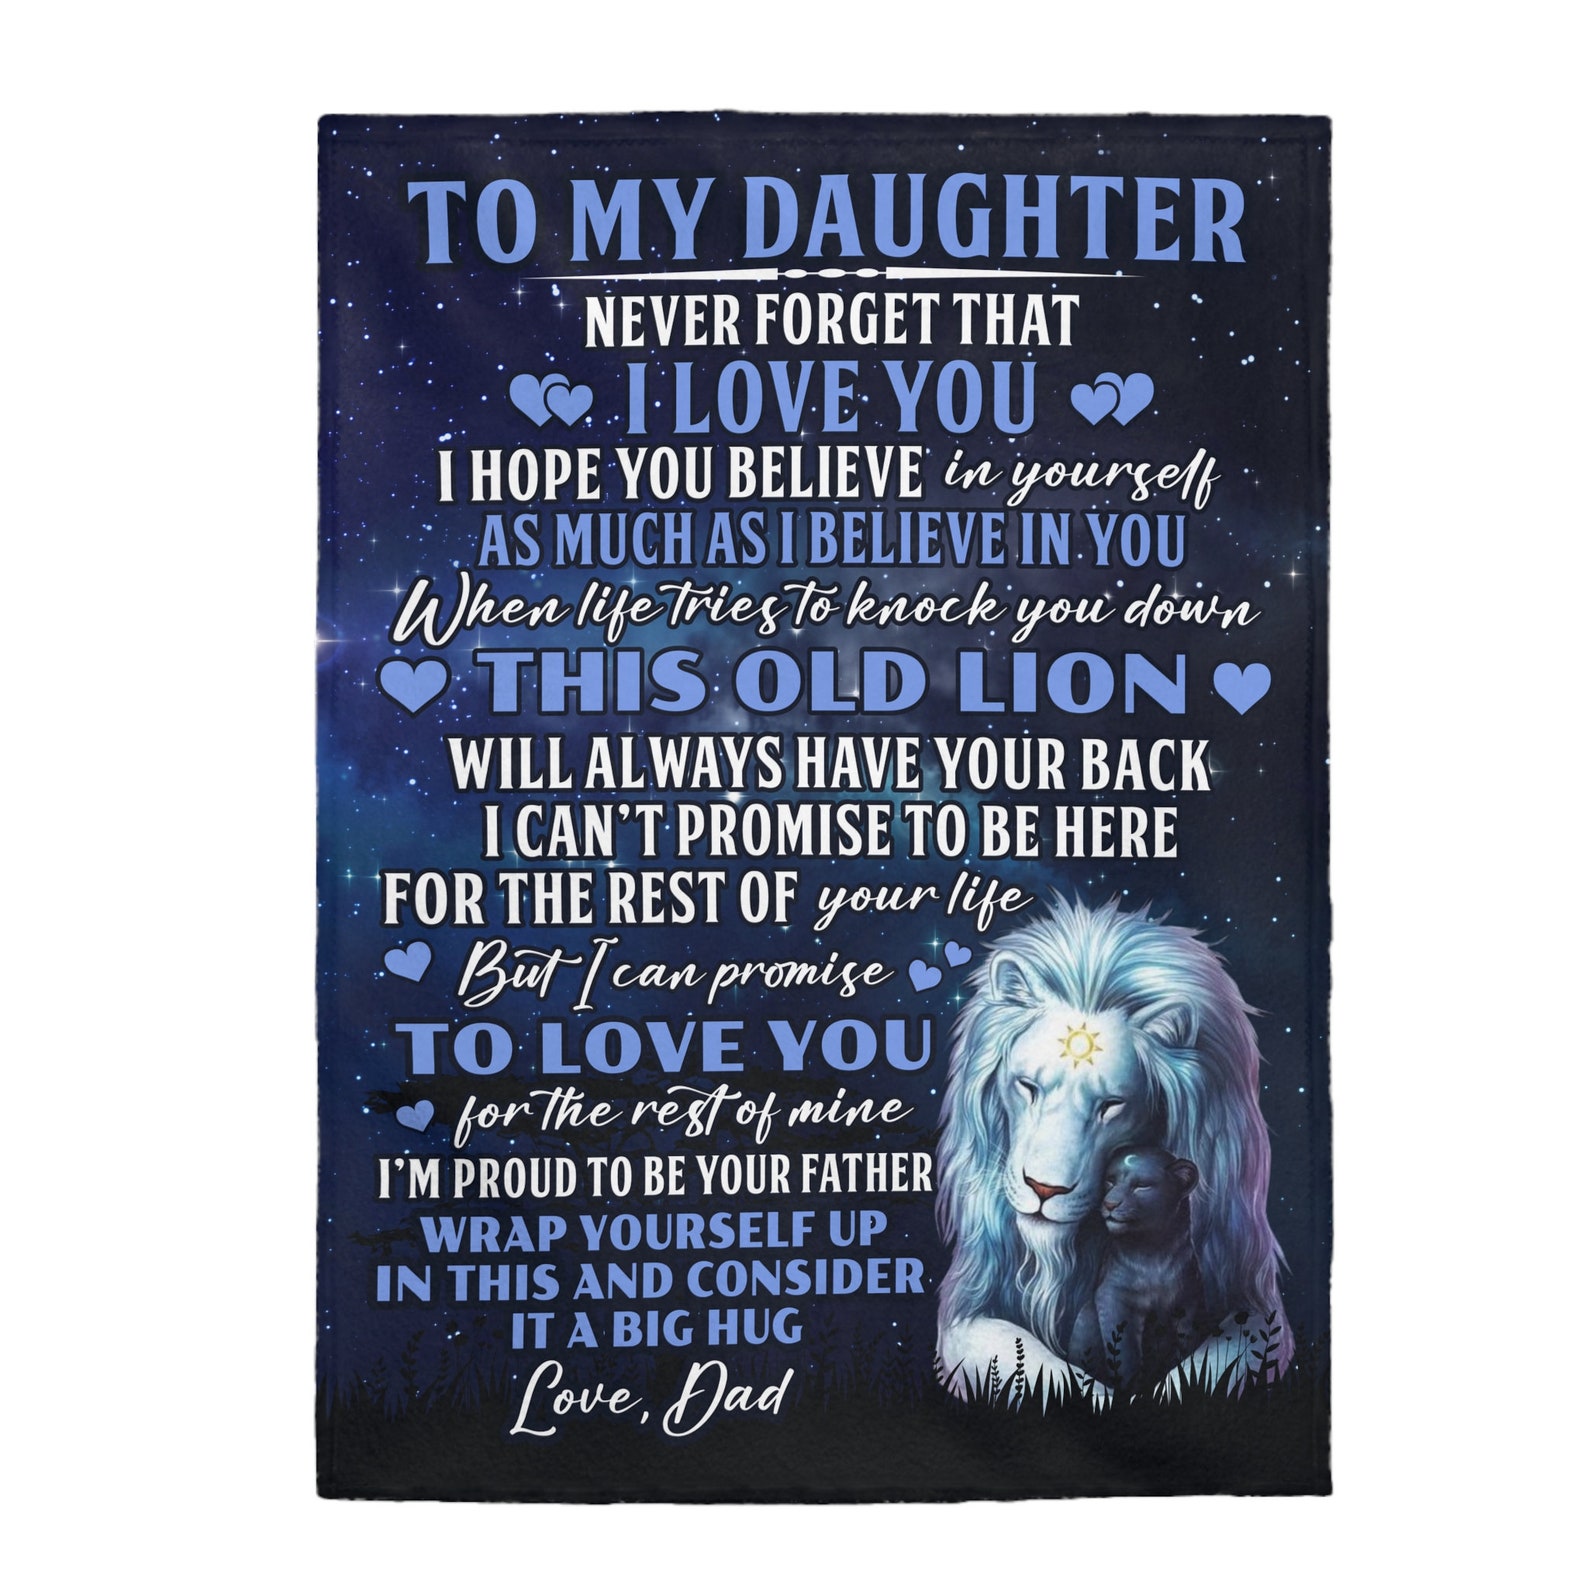 TO MY DAUGHTER
NEVER FORGET THAT
I LOVE YOU
I HOPE YOU BELIEVE in yourself
AS MUCH AS I BELIEVE IN YOU
When life tries to knock you down
THIS OLD LION
WILL ALWAYS HAVE YOUR BACK
I CAN'T PROMISE TO BE HERE
FOR THE REST OF your life
But I can promise
TO LOVE YOU
for the rest of mine
I'M PROUD TO BE YOUR FATHER
WRAP YOURSELF UP
IN THIS AND CONSIDER
IT A BIG HUG
Love, Dad